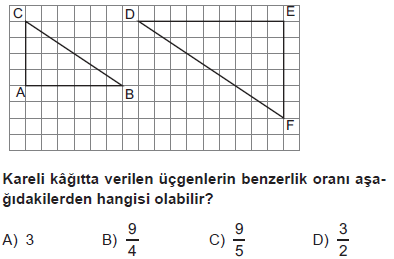 C D E
A B
F
Kareli kâğıtta verilen üçgenlerin benzerlik oranı aşa-
ğıdakilerden hangisi olabilir?
A) 3 B) 9/4 C) 9/5 D) 3/2